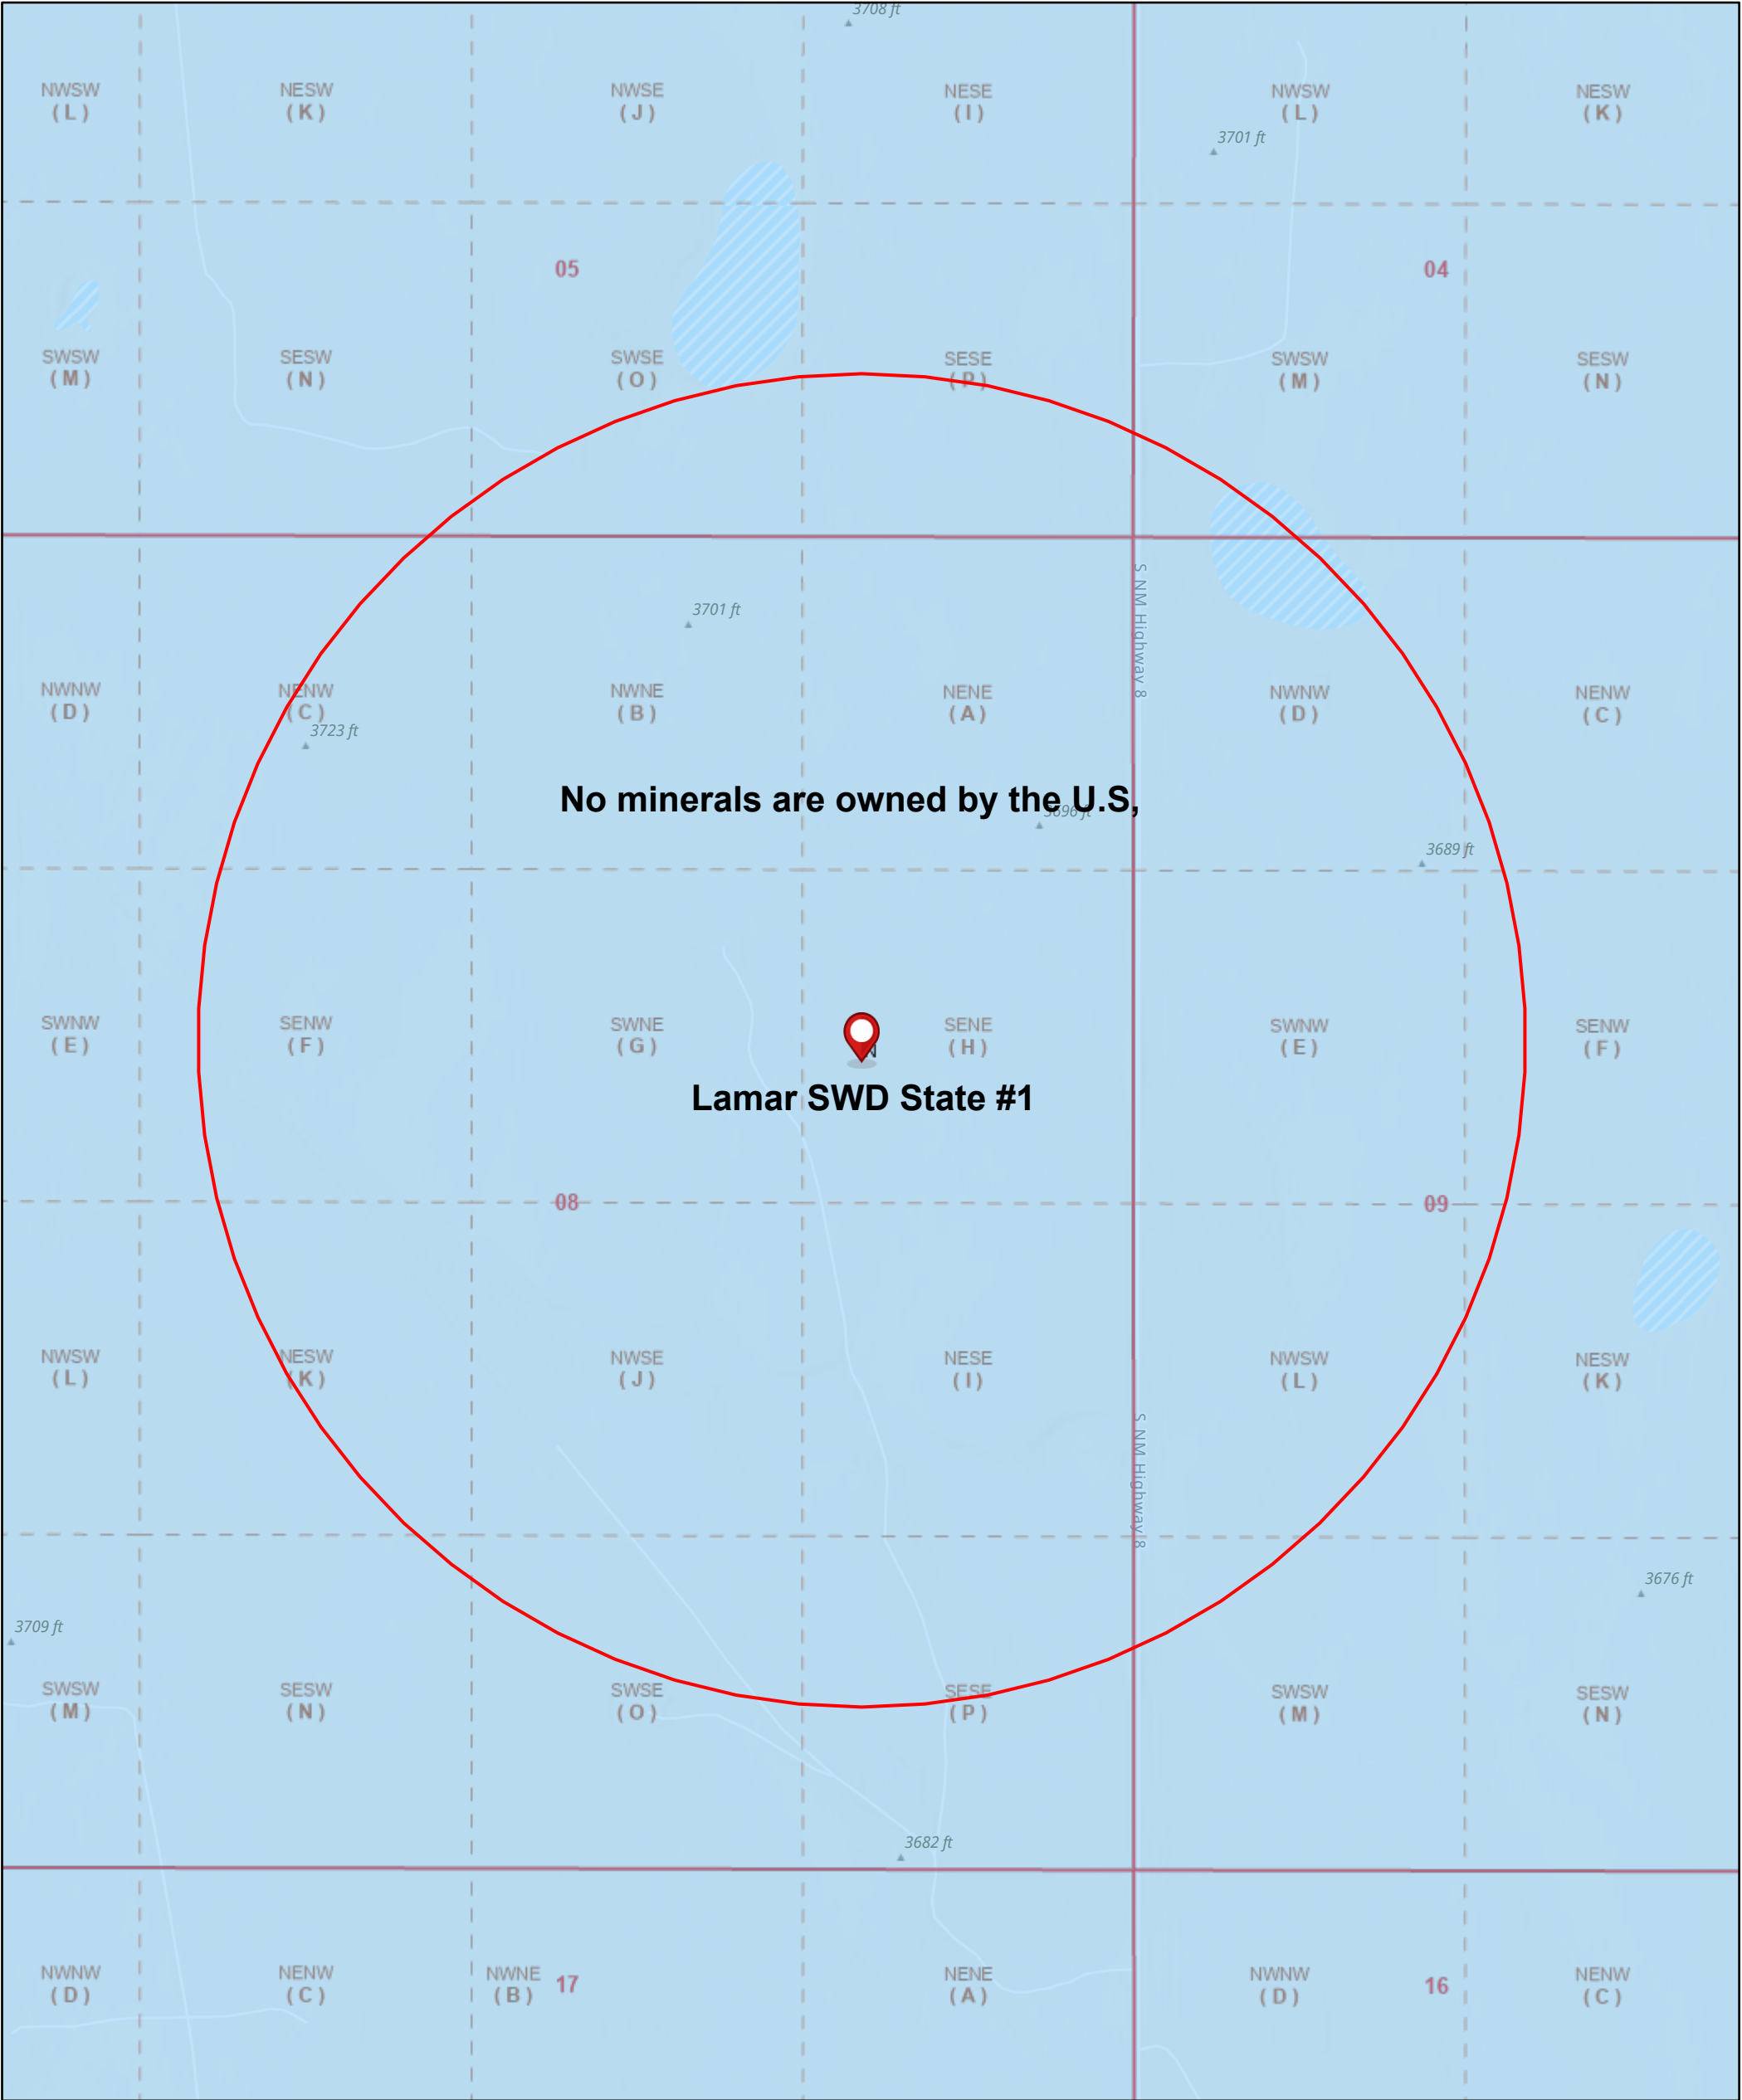 3708 ft
NWSW
(L)
NESW
(K)
NWSE
(J)
NESE
(I)
NWSW
(L)
NESW
(K)
3701 ft
05
04
SWSW
(M)
SESW
(N)
SWSE
(O)
SESE
(P)
SWSW
(M)
SESW
(N)
S NM Highway 8
3701 ft
NWNW
(D)
NENW
(C)
NWNE
(B)
NENE
(A)
NWNW
(D)
NENW
(C)
3723 ft
No minerals are owned by the U.S,
3696 ft
3689 ft
SWNW
(E)
SENW
(F)
SWNE
(G)
SENE
(H)
SWNW
(E)
SENW
(F)
N
Lamar SWD State #1
08
09
NWSW
(L)
NESW
(K)
NWSE
(J)
NESE
(I)
NWSW
(L)
NESW
(K)
S NM Highway 8
3676 ft
3709 ft
SWSW
(M)
SESW
(N)
SWSE
(O)
SESE
(P)
SWSW
(M)
SESW
(N)
3682 ft
NWNW
(D)
NENW
(C)
NWNE
(B)
17
NENE
(A)
NWNW
(D)
16
NENW
(C)